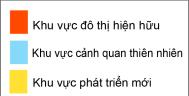 Khu vực đô thị hiện hữu
Khu vực cảnh quan thiên nhiên
Khu vực phát triển mới